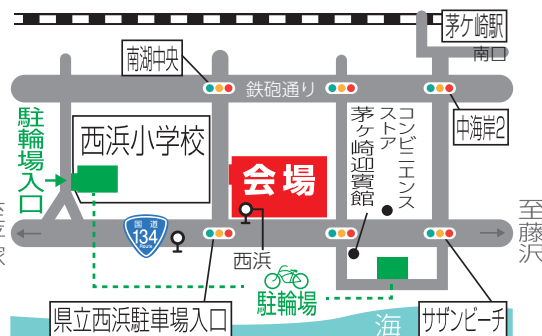 茅ケ崎駅
南口
南湖中央
鉄砲通り
中海岸2
コンビニエンス
ストア
茅ヶ崎迎賓館
駐輪場入口
西浜小学校
会場
国道
134
Route
西浜
駐輪場
至藤沢
県立西浜駐車場入口
サザンビーチ
海